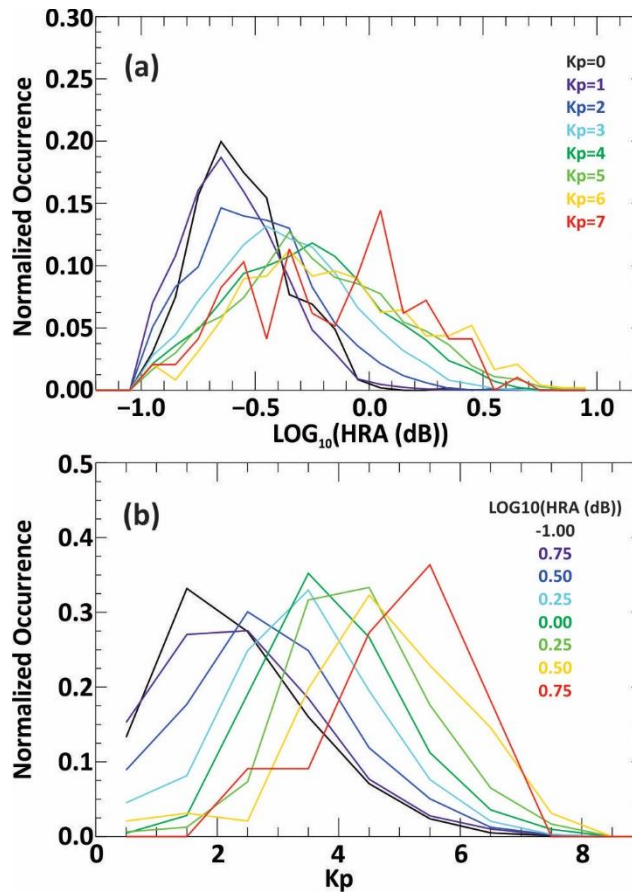 0.30
(a)
0.25
0.20
0.15
0.10
0.05
0.00
Normalized Occurrence
Kp=0
Kp=1
Kp=2
Kp=3
Kp=4
Kp=5
Kp=6
Kp=7
−1.0 −0.5 0.0 0.5 1.0
LOG₁₀(HRA (dB))
0.5
(b)
0.4
0.3
0.2
0.1
0.0
Normalized Occurrence
LOG10(HRA (dB))
-1.00
0.75
0.50
0.25
0.00
0.25
0.50
0.75
0 2 4 6 8
Kp